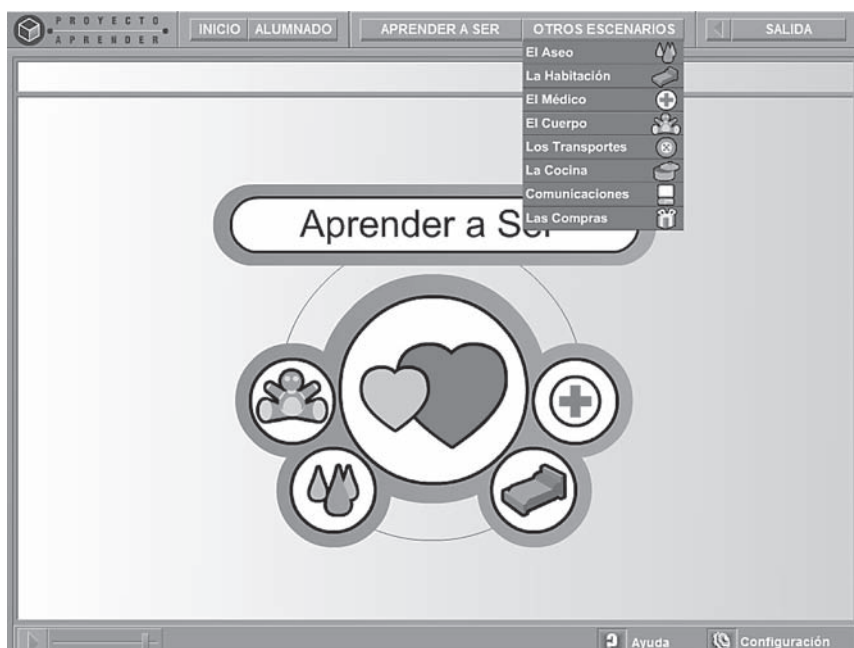 PROYECTO
APRENDER
INICIO ALUMNADO APRENDER A SER OTROS ESCENARIOS SALIDA
El Aseo
La Habitación
El Médico
El Cuerpo
Los Transportes
La Cocina
Comunicaciones
Las Compras
Aprender a Ser
Ayuda Configuración